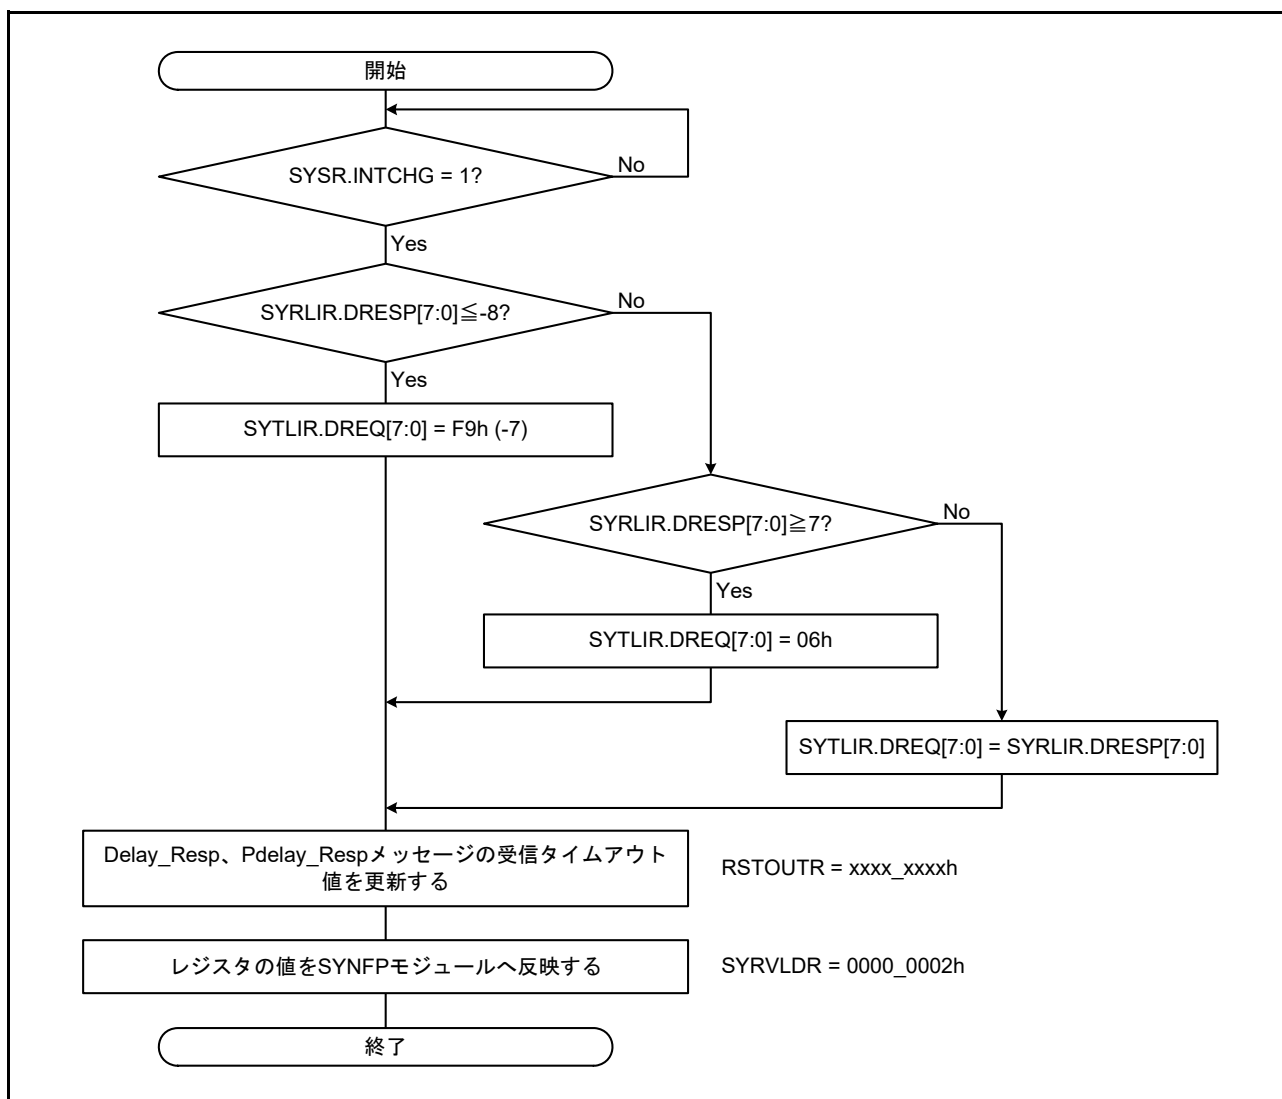 開始
SYSR.INTCHG = 1?
No
Yes
SYRLIR.DRESP[7:0]≦-8?
No
Yes
SYTLIR.DREQ[7:0] = F9h (-7)
SYRLIR.DRESP[7:0]≧7?
No
Yes
SYTLIR.DREQ[7:0] = 06h
SYTLIR.DREQ[7:0] = SYRLIR.DRESP[7:0]
Delay_Resp、Pdelay_Respメッセージの受信タイムアウト
値を更新する
RSTOUTR = xxxx_xxxxh
レジスタの値をSYNFPモジュールへ反映する
SYRVLDR = 0000_0002h
終了